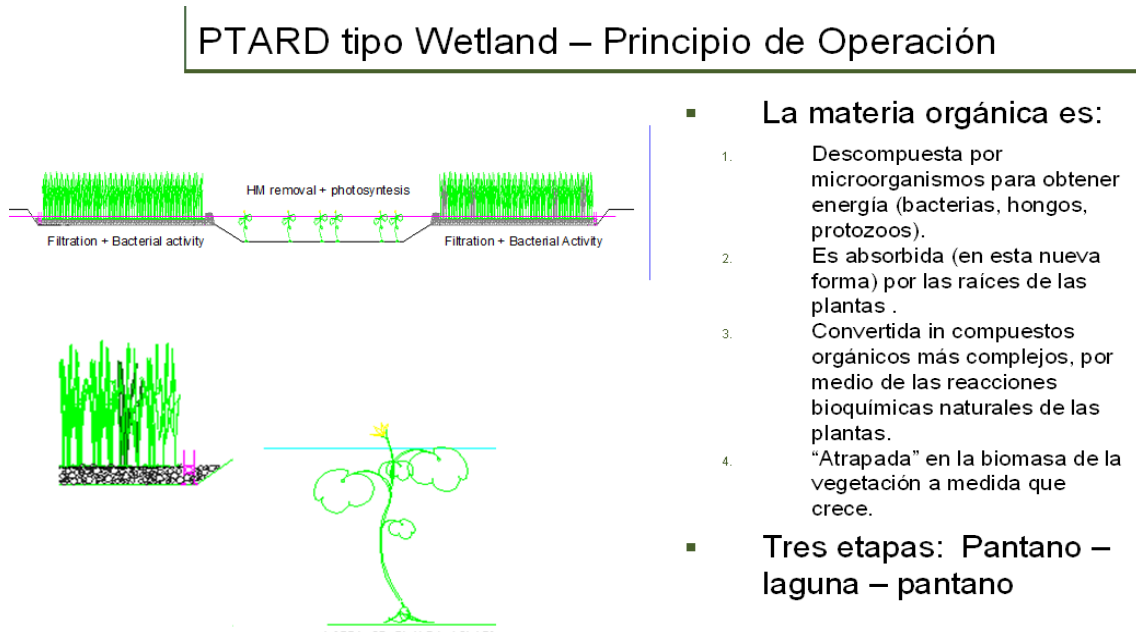 PTARD tipo Wetland – Principio de Operación
HM removal + photosyntesis
Filtration + Bacterial activity
Filtration + Bacterial Activity
La materia orgánica es:
1. Descompuesta por
microorganismos para obtener
energía (bacterias, hongos,
protozoos).
2. Es absorbida (en esta nueva
forma) por las raíces de las
plantas .
3. Convertida in compuestos
orgánicos más complejos, por
medio de las reacciones
bioquímicas naturales de las
plantas.
4. “Atrapada” en la biomasa de la
vegetación a medida que
crece.
Tres etapas: Pantano –
laguna – pantano